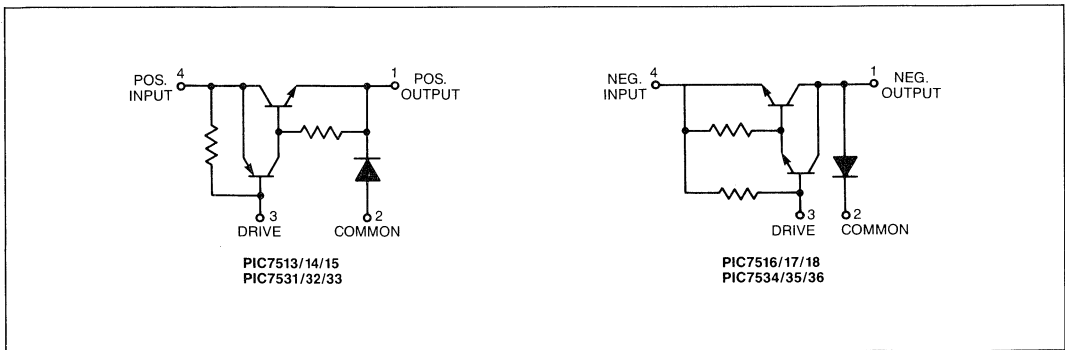 POS. INPUT 4
1 POS. OUTPUT
3 DRIVE
2 COMMON
PIC7513/14/15
PIC7531/32/33
NEG. INPUT 4
1 NEG. OUTPUT
3 DRIVE
2 COMMON
PIC7516/17/18
PIC7534/35/36